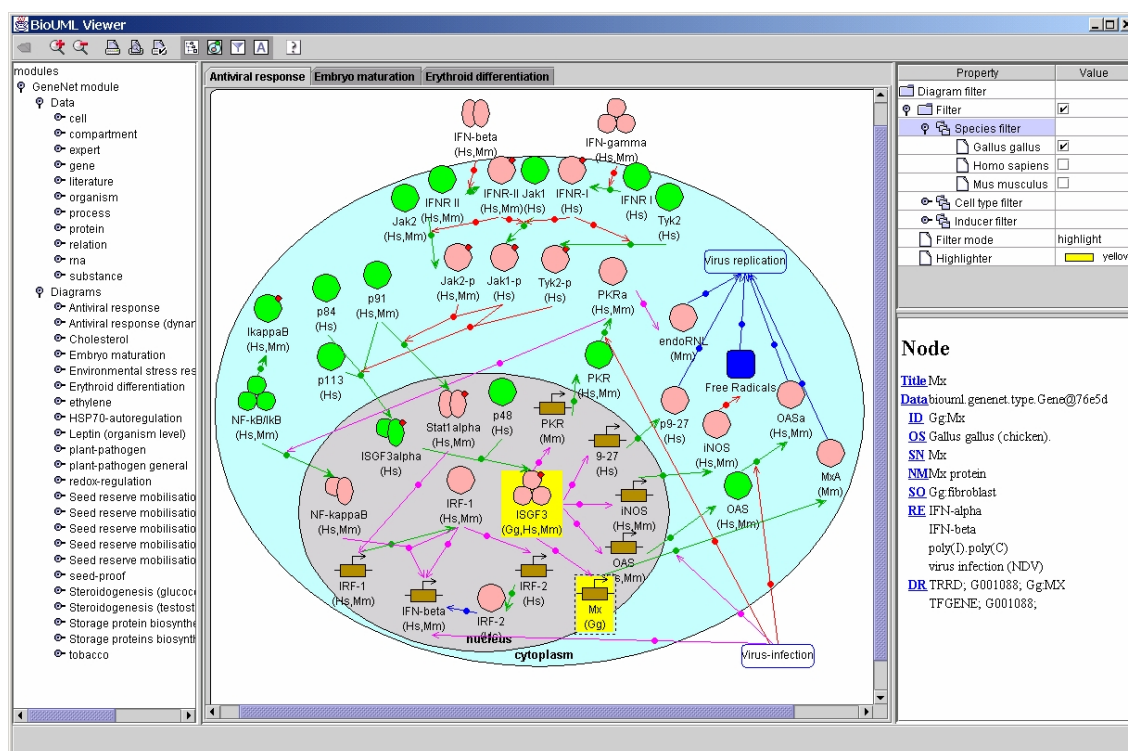 BioUML Viewer
modules
GeneNet module
Data
cell
compartment
expert
gene
literature
organism
process
protein
relation
rna
substance
Diagrams
Antiviral response
Antiviral response (dynar
Cholesterol
Embryo maturation
Environmental stress res
Erythroid differentiation
ethylene
HSP70-autoregulation
Leptin (organism level)
plant-pathogen
plant-pathogen general
redox-regulation
Seed reserve mobilisatio
Seed reserve mobilisatio
Seed reserve mobilisatio
Seed reserve mobilisatio
Seed reserve mobilisatio
seed-proof
Steroidogenesis (glucoc
Steroidogenesis (testost
Storage protein biosynthe
Storage proteins biosynth
tobacco
Antiviral response
Embryo maturation
Erythroid differentiation
IFN-beta
(Hs,Mm)
IFN-gamma
(Hs,Mm)
Jak2
(Hs,Mm)
IFNR II
(Hs,Mm)
IFNR-II
(Hs,Mm)
Jak1
(Hs)
IFNR-I
(Hs)
IFNR I
(Hs)
Tyk2
(Hs)
Jak2-p
(Hs,Mm)
Jak1-p
(Hs)
Tyk2-p
(Hs)
PKRa
(Hs,Mm)
Virus replication
IkappaB
(Hs,Mm)
p84
(Hs)
p91
(Hs,Mm)
endoRNL
(Mm)
p113
(Hs)
PKR
(Hs,Mm)
Free Radicals
NF-kB/IkB
(Hs,Mm)
ISGF3alpha
(Hs)
Stat1alpha
(Hs,Mm)
p48
(Hs)
PKR
(Mm)
9-27
(Hs)
p9-27
(Hs)
iNOS
(Hs,Mm)
OASa
(Hs,Mm)
MxA
(Mm)
NF-kappaB
(Hs,Mm)
IRF-1
(Hs,Mm)
ISGF3
(Gg,Hs,Mm)
iNOS
(Hs,Mm)
OAS
(Hs,Mm)
OAS
s,Mm)
IRF-1
(Hs,Mm)
IFN-beta
(Hs,Mm)
IRF-2
IRF-2
(Hs)
Mx
(Gg)
nucleus
cytoplasm
Virus-infection
Property Value
Diagram filter
Filter
Species filter
Gallus gallus
Homo sapiens
Mus musculus
Cell type filter
Inducer filter
Filter mode highlight
Highlighter yellow
Node
Title Mx
Data biouml.genenet.type.Gene@76e5d
ID Gg:Mx
OS Gallus gallus (chicken).
SN Mx
NM Mx protein
SO Gg:fibroblast
RE IFN-alpha
IFN-beta
poly(I).poly(C)
virus infection (NDV)
DR TRRD; G001088; Gg:MX
TFGENE; G001088;